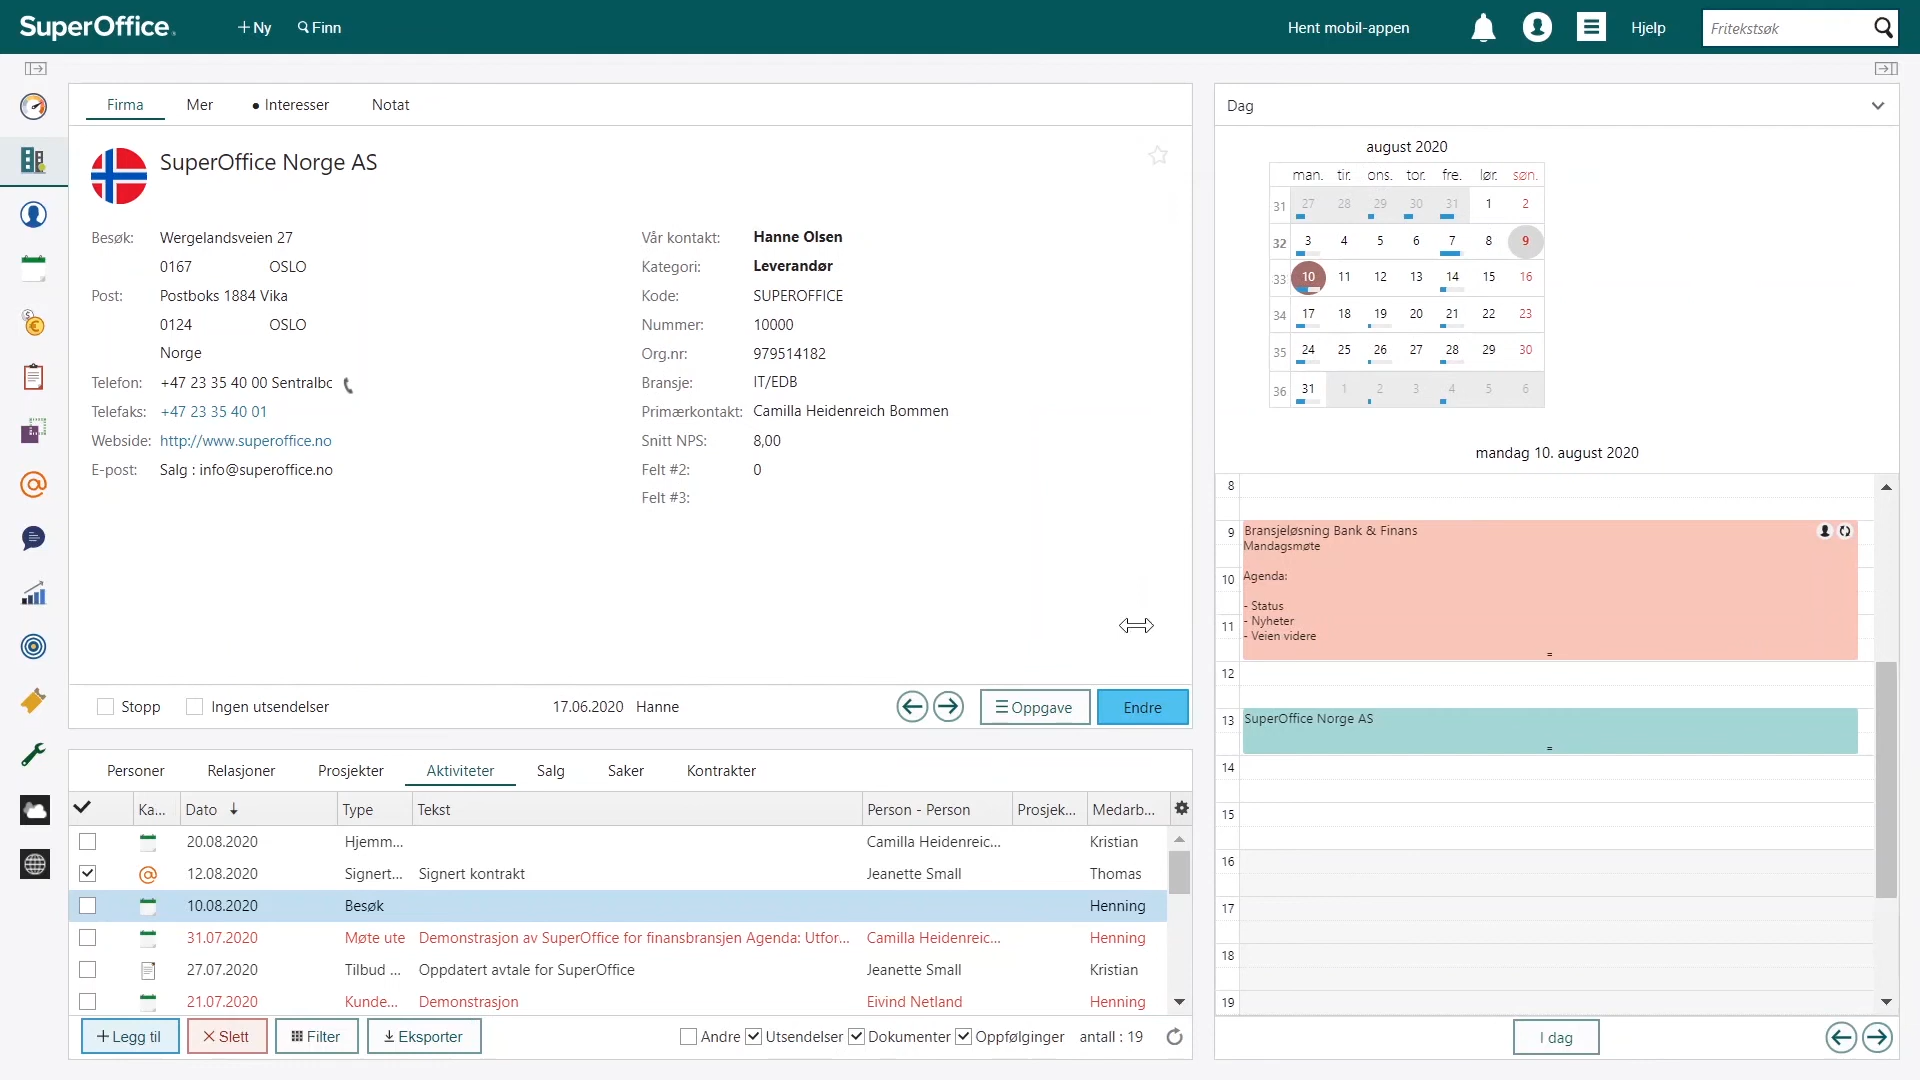 SuperOffice.
+ Ny
Finn
Hent mobil-appen
Hjelp
Fritekstsøk
Firma
Mer
• Interesser
Notat
SuperOffice Norge AS
Besøk: Wergelandsveien 27
0167 OSLO
Post: Postboks 1884 Vika
0124 OSLO
Norge
Telefon: +47 23 35 40 00 Sentralbc
Telefaks: +47 23 35 40 01
Webside: http://www.superoffice.no
E-post: Salg : info@superoffice.no
Vår kontakt: Hanne Olsen
Kategori: Leverandør
Kode: SUPEROFFICE
Nummer: 10000
Org.nr: 979514182
Bransje: IT/EDB
Primærkontakt: Camilla Heidenreich Bommen
Snitt NPS: 8,00
Felt #2: 0
Felt #3:
Stopp
Ingen utsendelser
17.06.2020 Hanne
Oppgave
Endre
Personer
Relasjoner
Prosjekter
Aktiviteter
Salg
Saker
Kontrakter
Ka... Dato Type Tekst Person - Person Prosjek... Medarb...
20.08.2020 Hjemm... Camilla Heidenreic... Kristian
12.08.2020 Signert... Signert kontrakt Jeanette Small Thomas
10.08.2020 Besøk Henning
31.07.2020 Møte ute Demonstrasjon av SuperOffice for finansbransjen Agenda: Utfor... Camilla Heidenreic... Henning
27.07.2020 Tilbud ... Oppdatert avtale for SuperOffice Jeanette Small Kristian
21.07.2020 Kunde... Demonstrasjon Eivind Netland Henning
+ Legg til
Slett
Filter
Eksporter
Andre
Utsendelser
Dokumenter
Oppfølginger
antall : 19
Dag
august 2020
man. tir. ons. tor. fre. lør. søn.
31 27 28 29 30 31 1 2
32 3 4 5 6 7 8 9
33 10 11 12 13 14 15 16
34 17 18 19 20 21 22 23
35 24 25 26 27 28 29 30
36 31 1 2 3 4 5 6
mandag 10. august 2020
8
9
Bransjeløsning Bank & Finans
Mandagsmøte
10
Agenda:
- Status
11
- Nyheter
- Veien videre
=
12
13
SuperOffice Norge AS
=
14
15
16
17
18
19
I dag